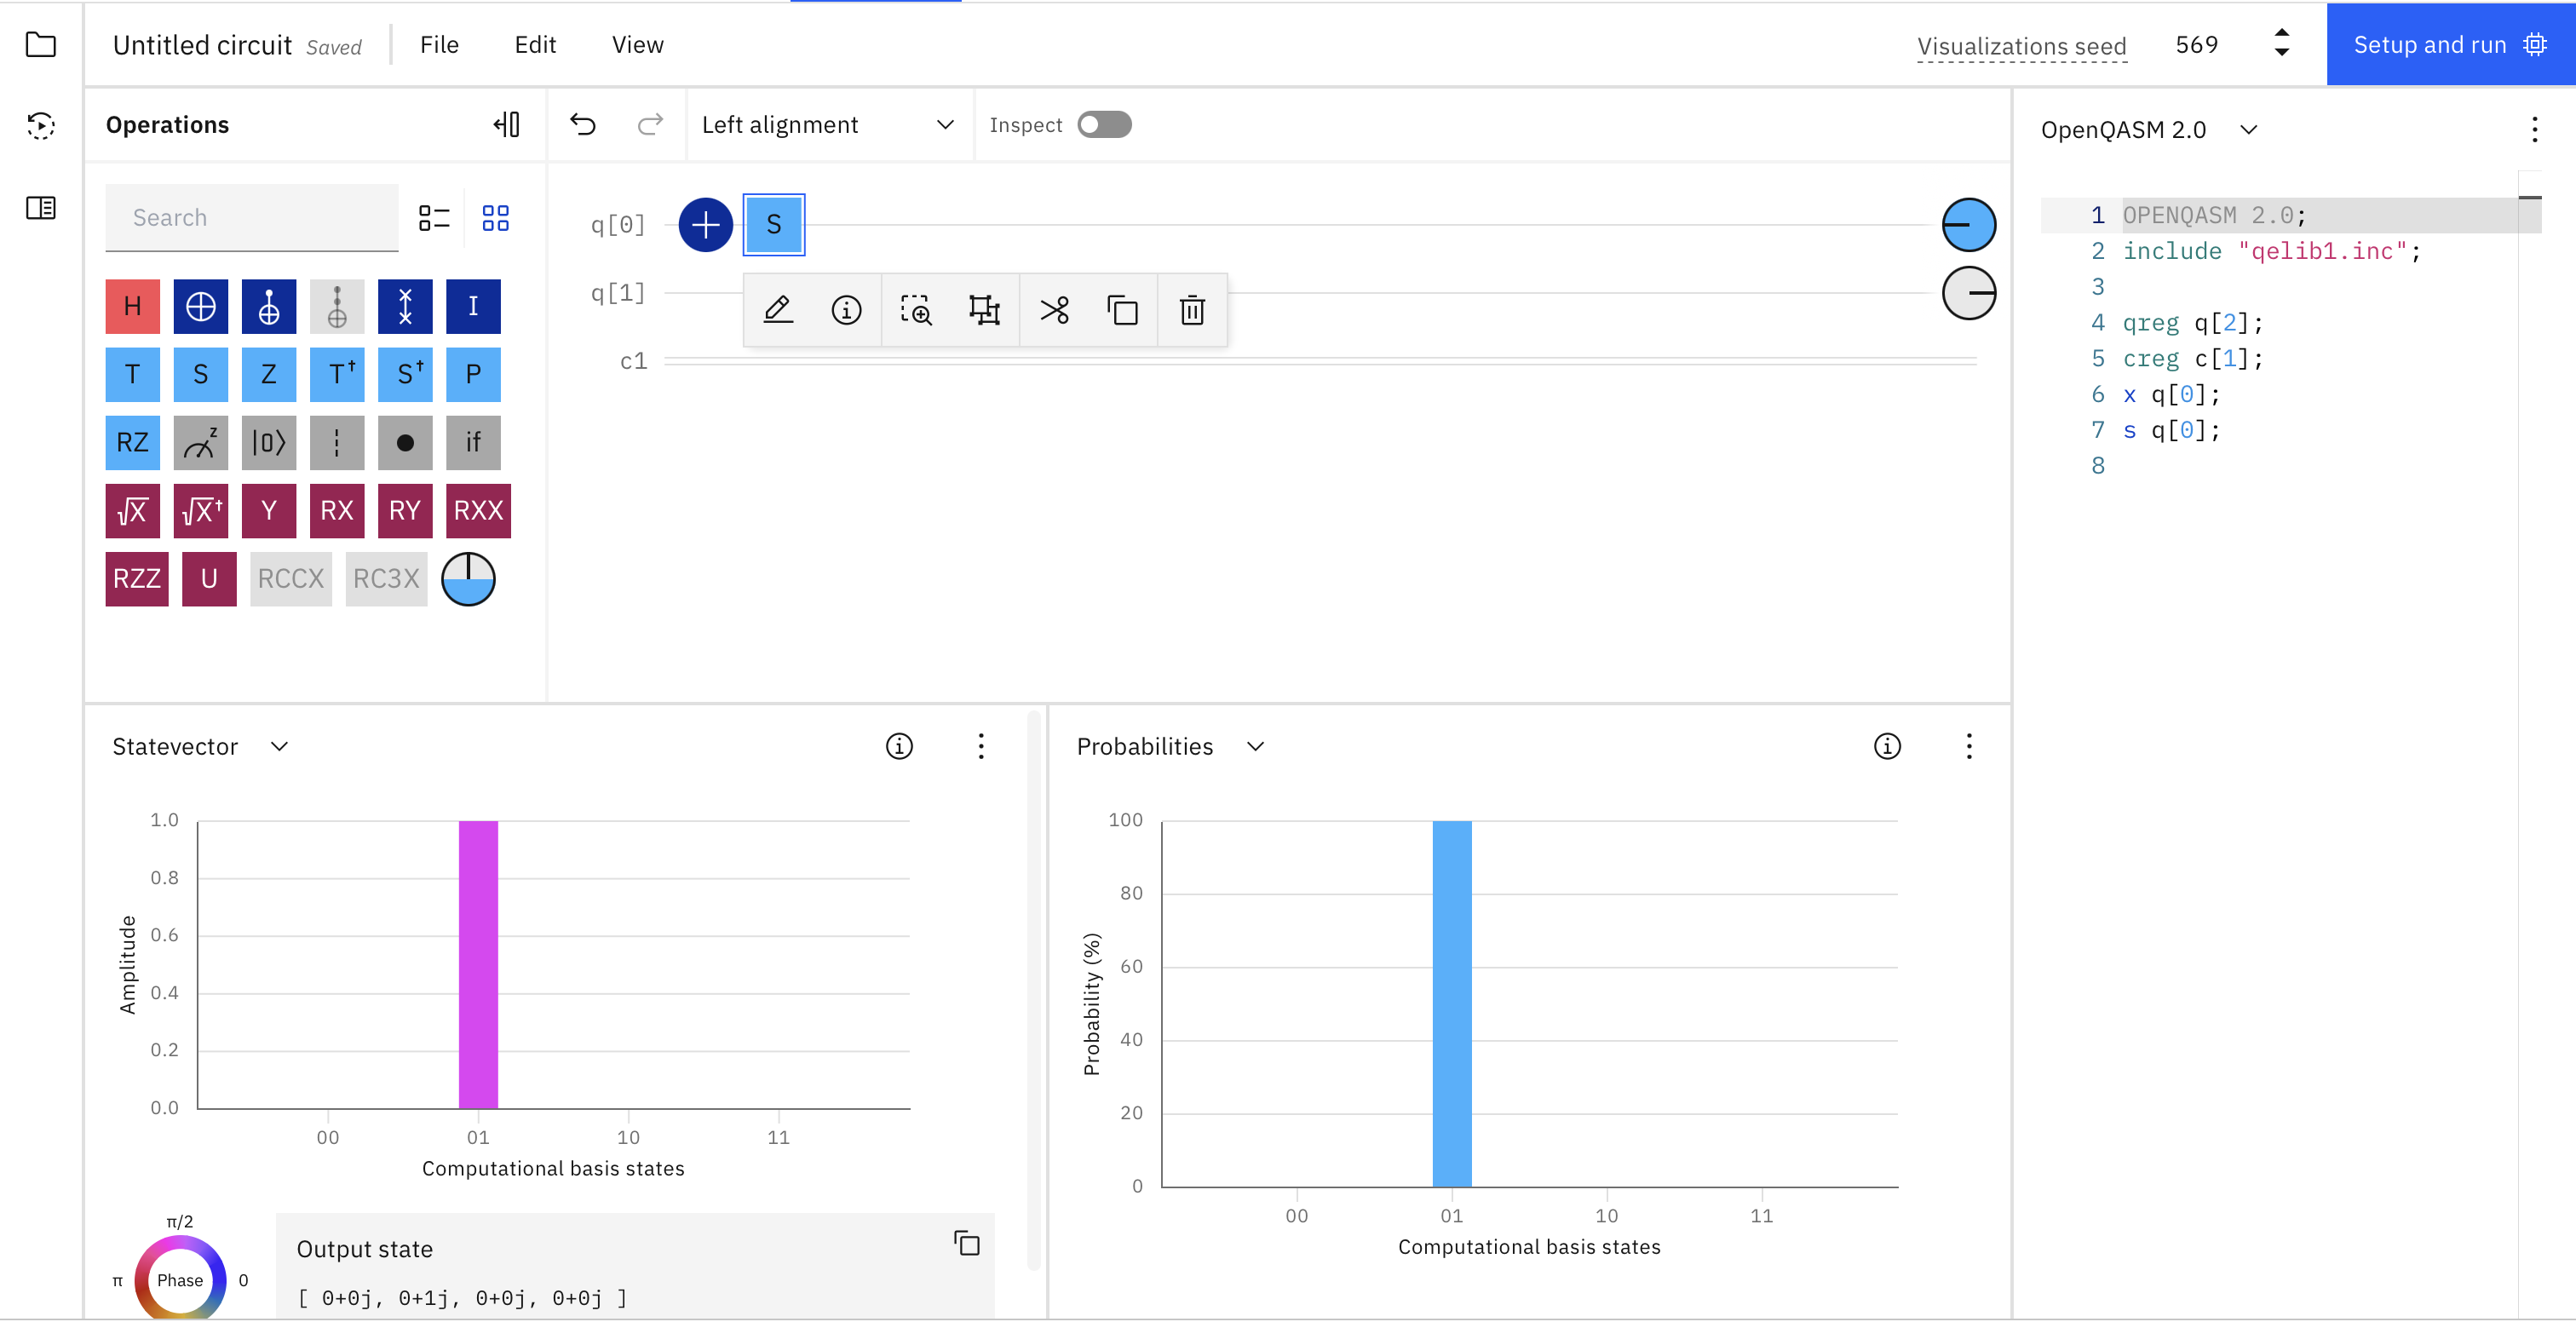 Untitled circuit Saved File Edit View Visualizations seed 569 Setup and run
Operations
Left alignment
Inspect
OpenQASM 2.0
Search
H I
T S Z T† S† P
RZ z |0⟩ if
√X √X† Y RX RY RXX
RZZ U RCCX RC3X
q[0] S
q[1]
c1
1 OPENQASM 2.0;
2 include "qelib1.inc";
3
4 qreg q[2];
5 creg c[1];
6 x q[0];
7 s q[0];
8
Statevector
Amplitude
1.0
0.8
0.6
0.4
0.2
0.0
00 01 10 11
Computational basis states
π/2
π Phase 0
Output state
[ 0+0j, 0+1j, 0+0j, 0+0j ]
Probabilities
Probability (%)
100
80
60
40
20
0
00 01 10 11
Computational basis states